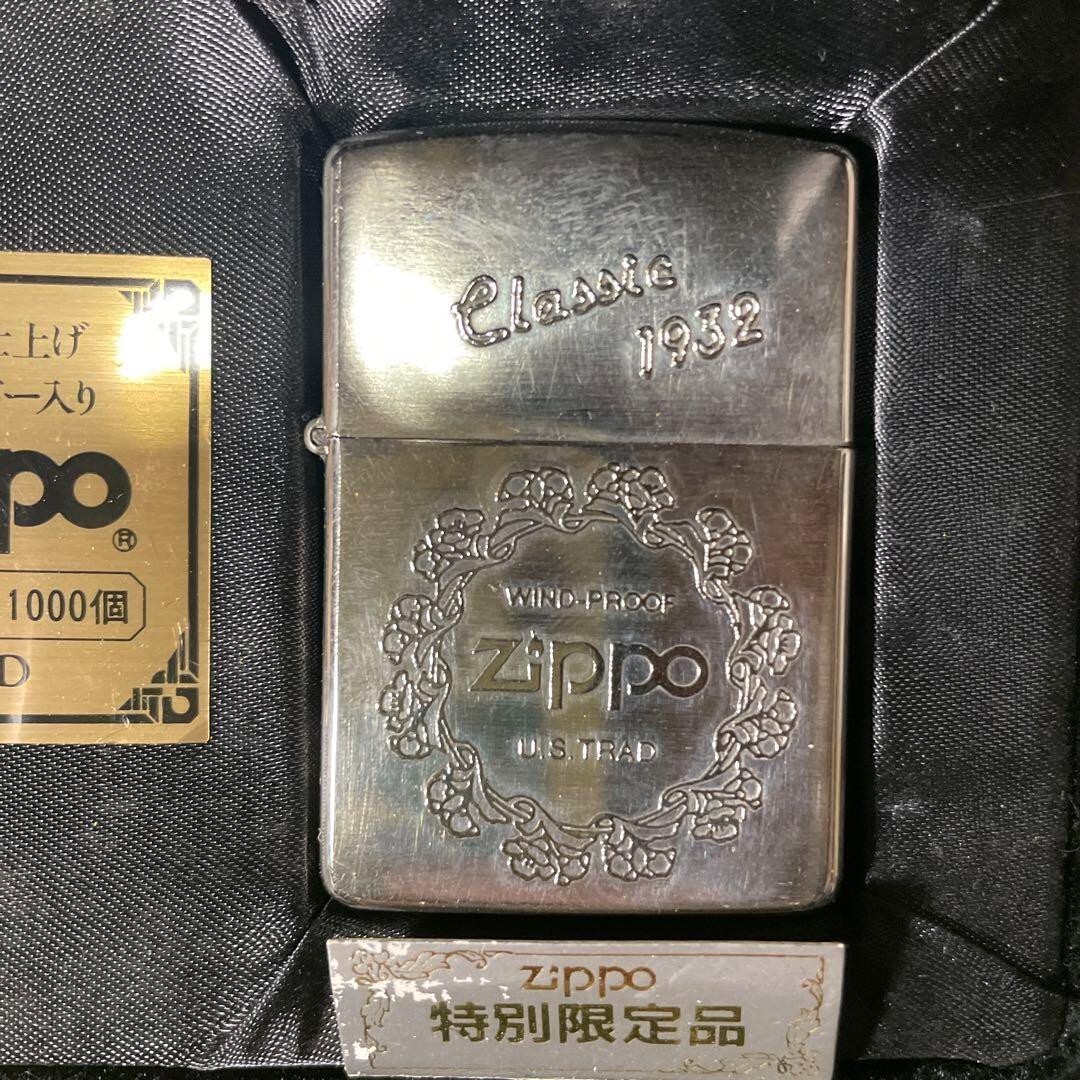 上げ
ー入り
ppo
®
1000個
D
Classic
1932
WIND-PROOF
Zippo
U.S.TRAD
Zippo
特別限定品